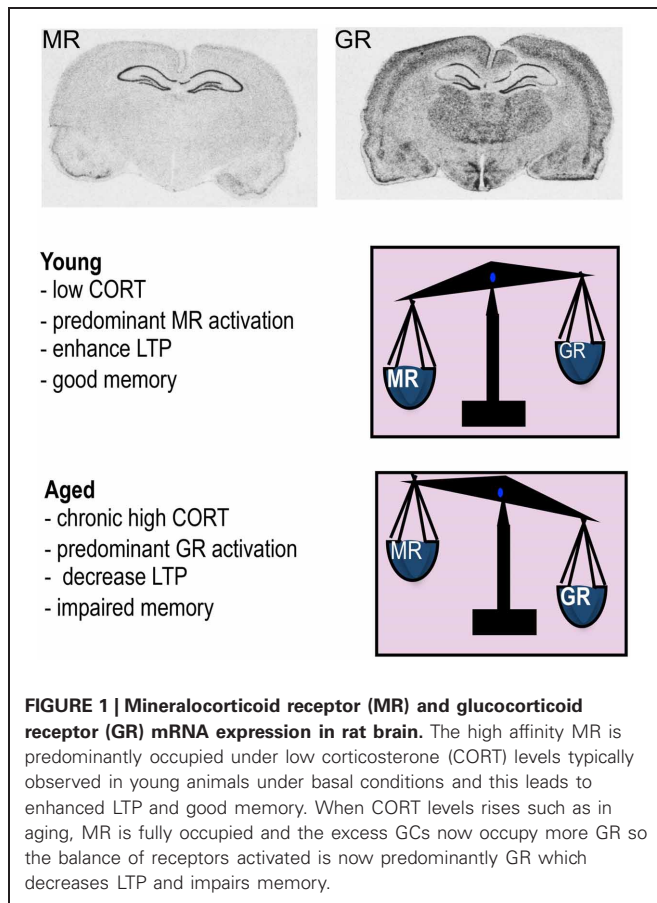 MR
GR
Young
- low CORT
- predominant MR activation
- enhance LTP
- good memory
MR
GR
Aged
- chronic high CORT
- predominant GR activation
- decrease LTP
- impaired memory
MR
GR
FIGURE 1 | Mineralocorticoid receptor (MR) and glucocorticoid
receptor (GR) mRNA expression in rat brain. The high affinity MR is
predominantly occupied under low corticosterone (CORT) levels typically
observed in young animals under basal conditions and this leads to
enhanced LTP and good memory. When CORT levels rises such as in
aging, MR is fully occupied and the excess GCs now occupy more GR so
the balance of receptors activated is now predominantly GR which
decreases LTP and impairs memory.